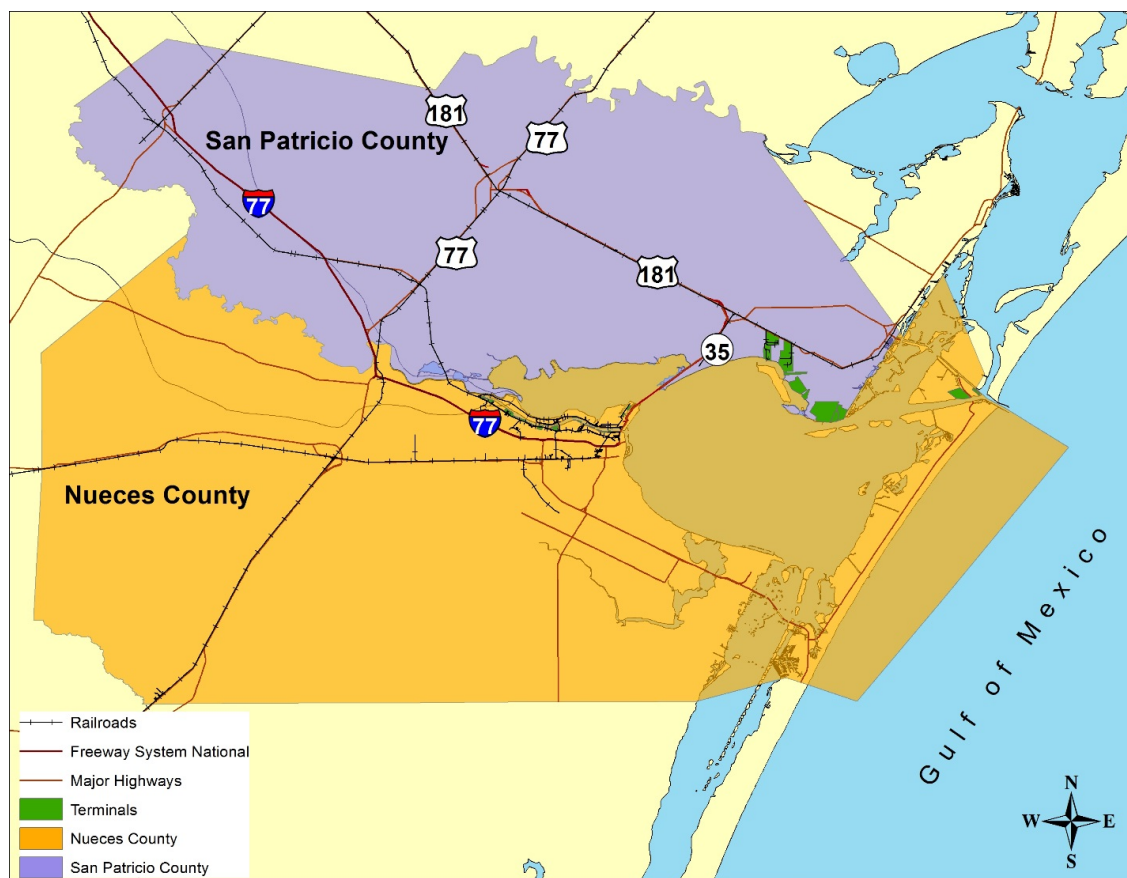 181
77
San Patricio County
77
77
181
35
77
Nueces County
Gulf of Mexico
Railroads
Freeway System National
Major Highways
Terminals
Nueces County
San Patricio County
N
W E
S